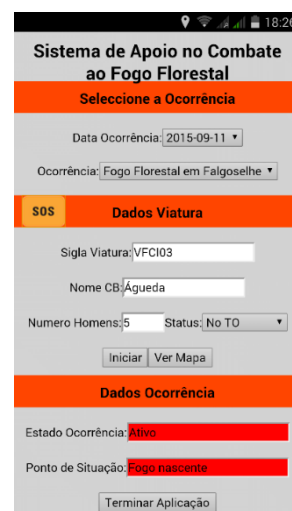 18:26
Sistema de Apoio no Combate
ao Fogo Florestal
Seleccione a Ocorrência
Data Ocorrência: 2015-09-11
Ocorrência: Fogo Florestal em Falgoselhe
SOS Dados Viatura
Sigla Viatura: VFCI03
Nome CB: Águeda
Numero Homens: 5 Status: No TO
Iniciar Ver Mapa
Dados Ocorrência
Estado Ocorrência: Ativo
Ponto de Situação: Fogo nascente
Terminar Aplicação